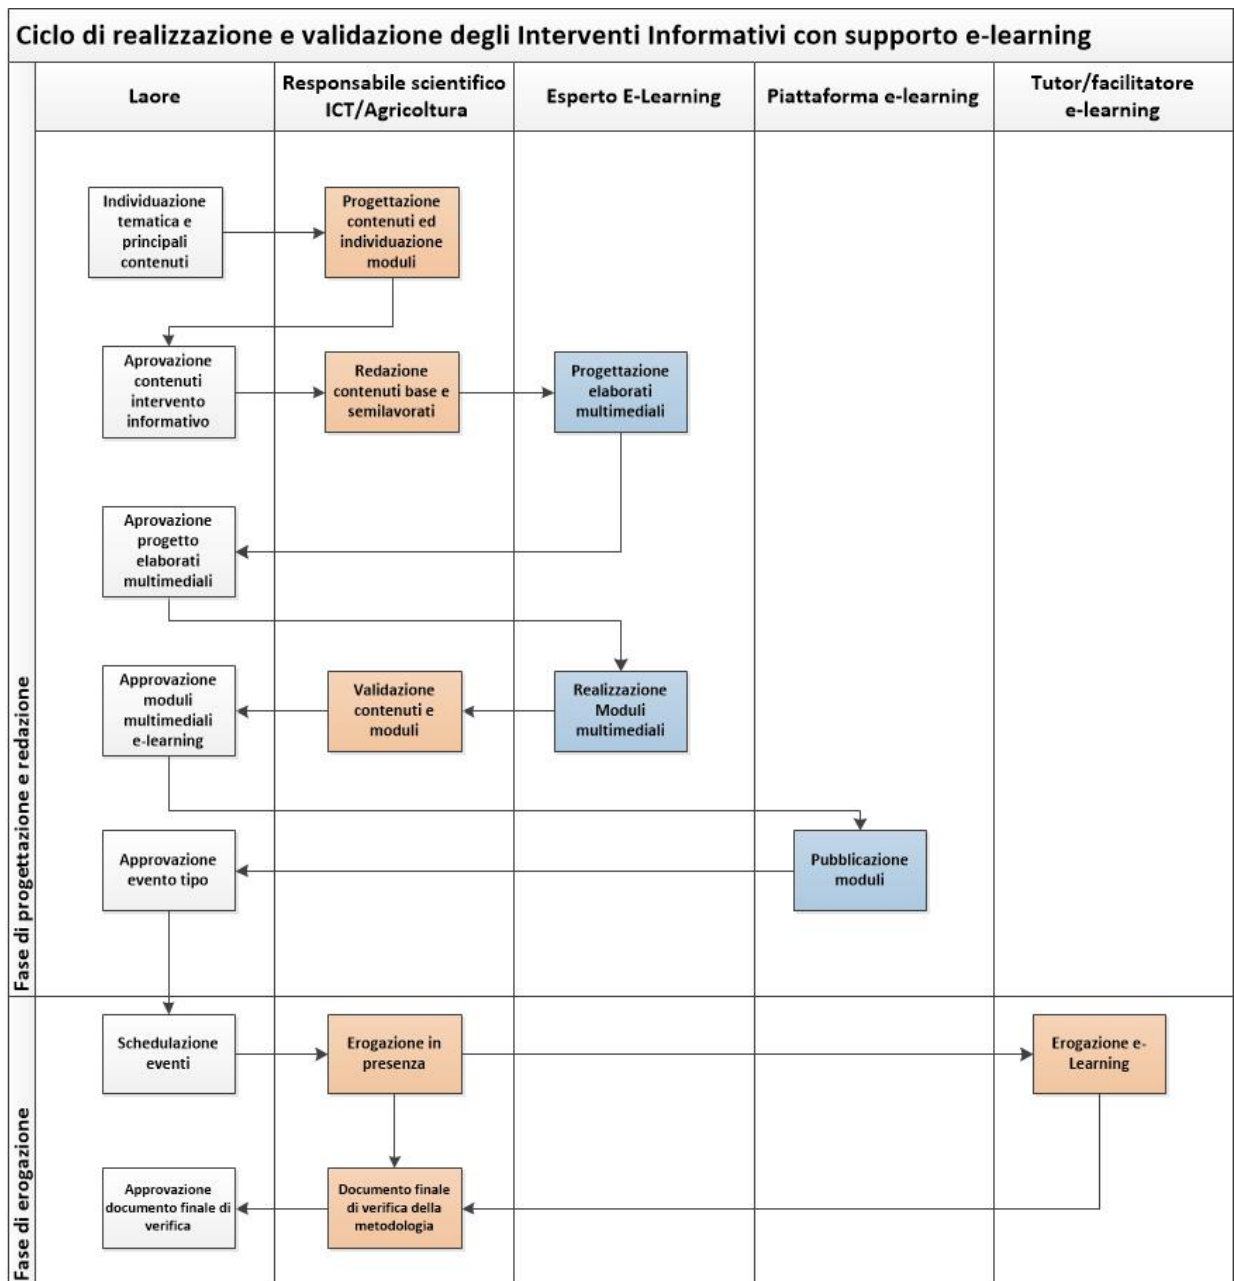 Ciclo di realizzazione e validazione degli Interventi Informativi con supporto e-learning
Laore
Responsabile scientifico
ICT/Agricoltura
Esperto E-Learning
Piattaforma e-learning
Tutor/facilitatore
e-learning
Fase di progettazione e redazione
Individuazione
tematica e
principali
contenuti
Progettazione
contenuti ed
individuazione
moduli
Aprovazione
contenuti
intervento
informativo
Redazione
contenuti base e
semilavorati
Progettazione
elaborati
multimediali
Aprovazione
progetto
elaborati
multimediali
Approvazione
moduli
multimediali
e-learning
Validazione
contenuti e
moduli
Realizzazione
Moduli
multimediali
Approvazione
evento tipo
Pubblicazione
moduli
Fase di erogazione
Schedulazione
eventi
Erogazione in
presenza
Erogazione e-
Learning
Approvazione
documento finale di
verifica
Documento finale
di verifica della
metodologia